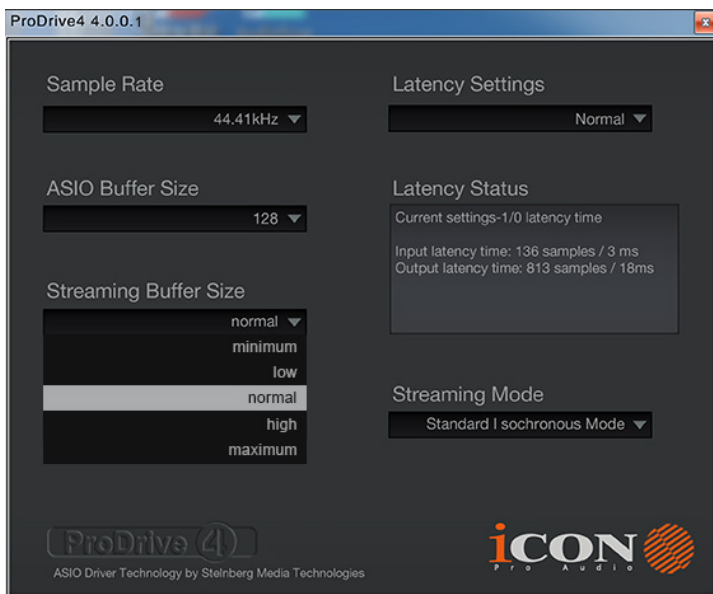 ProDrive4 4.0.0.1
Sample Rate
44.41kHz
ASIO Buffer Size
128
Streaming Buffer Size
normal
minimum
low
normal
high
maximum
Latency Settings
Normal
Latency Status
Current settings-1/0 latency time
Input latency time: 136 samples / 3 ms
Output latency time: 813 samples / 18ms
Streaming Mode
Standard I sochronous Mode
ProDrive 4
ASIO Driver Technology by Stelnberg Media Technologies
iCON
Pro Audio